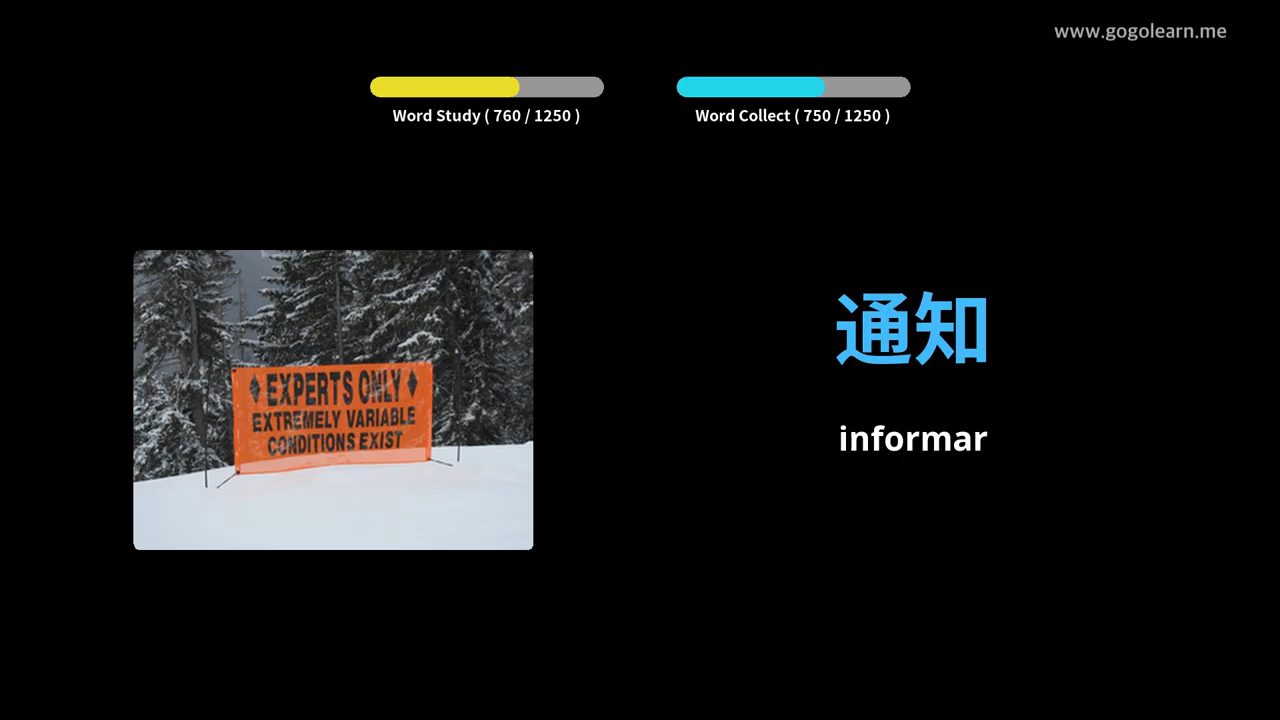 www.gogolearn.me
Word Study ( 760 / 1250 )
Word Collect ( 750 / 1250 )
EXPERTS ONLY
EXTREMELY VARIABLE
CONDITIONS EXIST
通知
informar